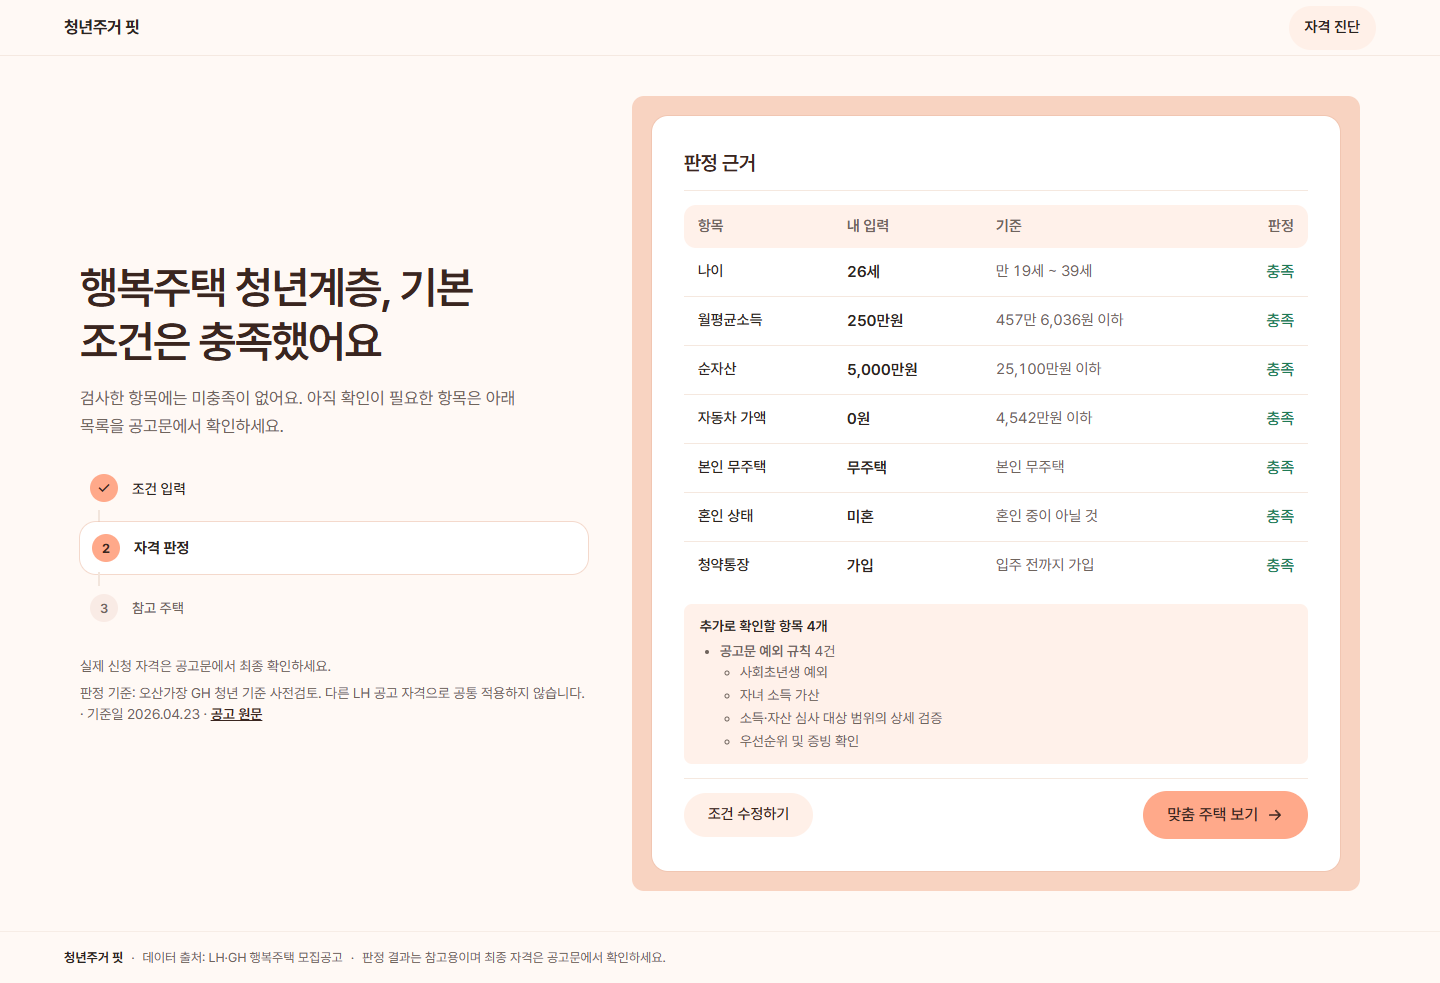 청년주거 핏
자격 진단
행복주택 청년계층, 기본
조건은 충족했어요
검사한 항목에는 미충족이 없어요. 아직 확인이 필요한 항목은 아래
목록을 공고문에서 확인하세요.
조건 입력
2 자격 판정
3 참고 주택
실제 신청 자격은 공고문에서 최종 확인하세요.
판정 기준: 오산가장 GH 청년 기준 사전검토. 다른 LH 공고 자격으로 공통 적용하지 않습니다.
· 기준일 2026.04.23 · 공고 원문
판정 근거
항목 내 입력 기준 판정
나이 26세 만 19세 ~ 39세 충족
월평균소득 250만원 457만 6,036원 이하 충족
순자산 5,000만원 25,100만원 이하 충족
자동차 가액 0원 4,542만원 이하 충족
본인 무주택 무주택 본인 무주택 충족
혼인 상태 미혼 혼인 중이 아닐 것 충족
청약통장 가입 입주 전까지 가입 충족
추가로 확인할 항목 4개
• 공고문 예외 규칙 4건
◦ 사회초년생 예외
◦ 자녀 소득 가산
◦ 소득·자산 심사 대상 범위의 상세 검증
◦ 우선순위 및 증빙 확인
조건 수정하기
맞춤 주택 보기 →
청년주거 핏 · 데이터 출처: LH·GH 행복주택 모집공고 · 판정 결과는 참고용이며 최종 자격은 공고문에서 확인하세요.